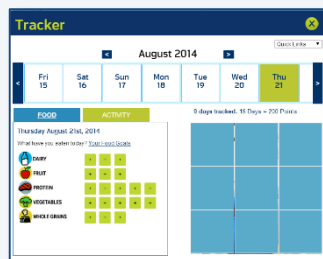 Tracker
X
Quick Links
< August 2014 >
< Fri 15 Sat 16 Sun 17 Mon 18 Tue 19 Wed 20 Thu 21 >
FOOD ACTIVITY
0 days tracked. 15 Days = 200 Points
Thursday August 21st, 2014
What have you eaten today? Your Food Goals
DAIRY
FRUIT
PROTEIN
VEGETABLES
WHOLE GRAINS